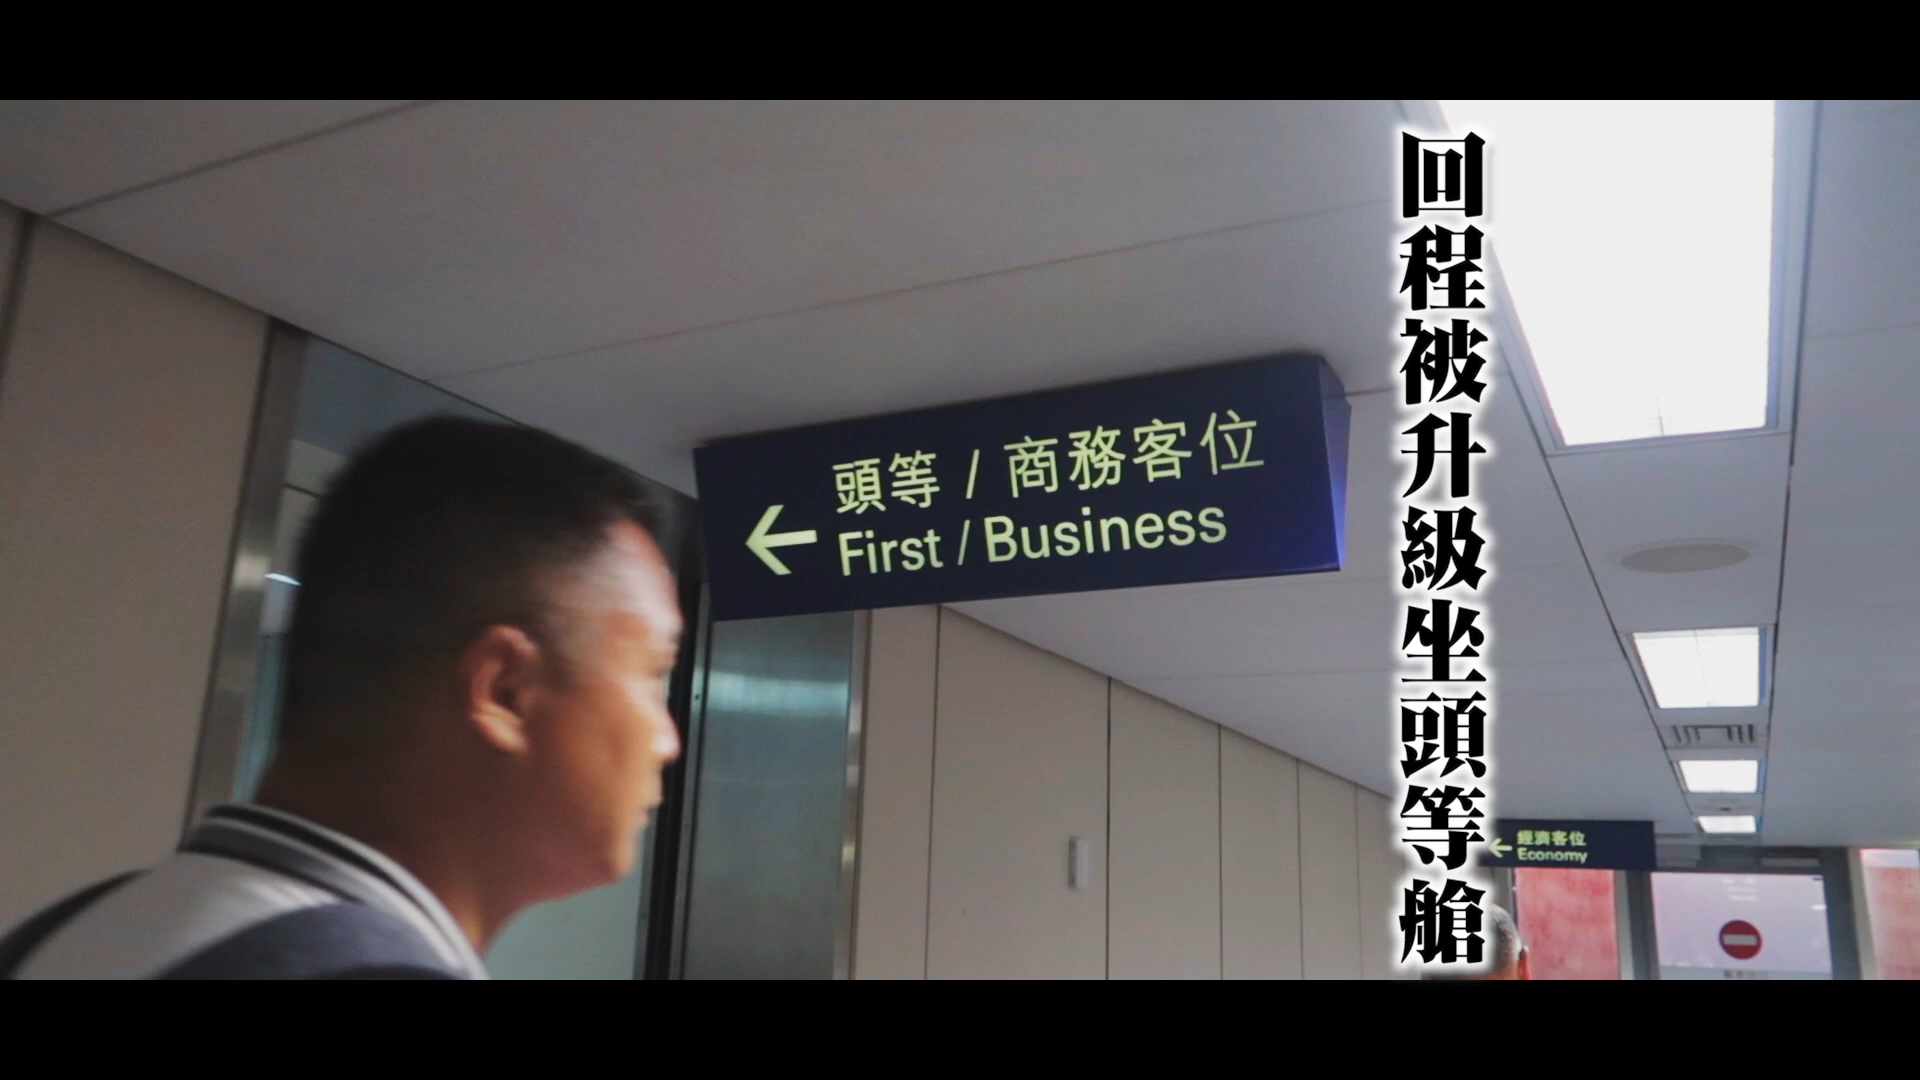 回程被升級坐頭等艙
頭等 / 商務客位
← First / Business
← 經濟客位
Economy